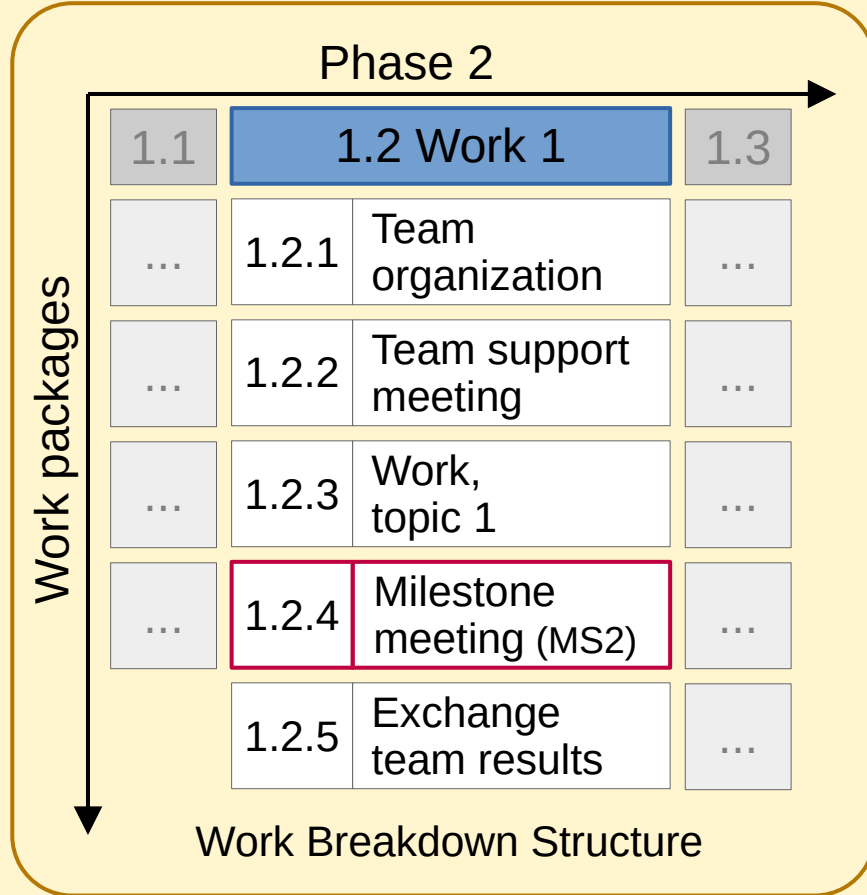 Phase 2
1.1
1.2 Work 1
1.3
...
1.2.1
Team
organization
...
...
1.2.2
Team support
meeting
...
...
1.2.3
Work,
topic 1
...
...
1.2.4
Milestone
meeting (MS2)
...
1.2.5
Exchange
team results
...
Work packages
Work Breakdown Structure